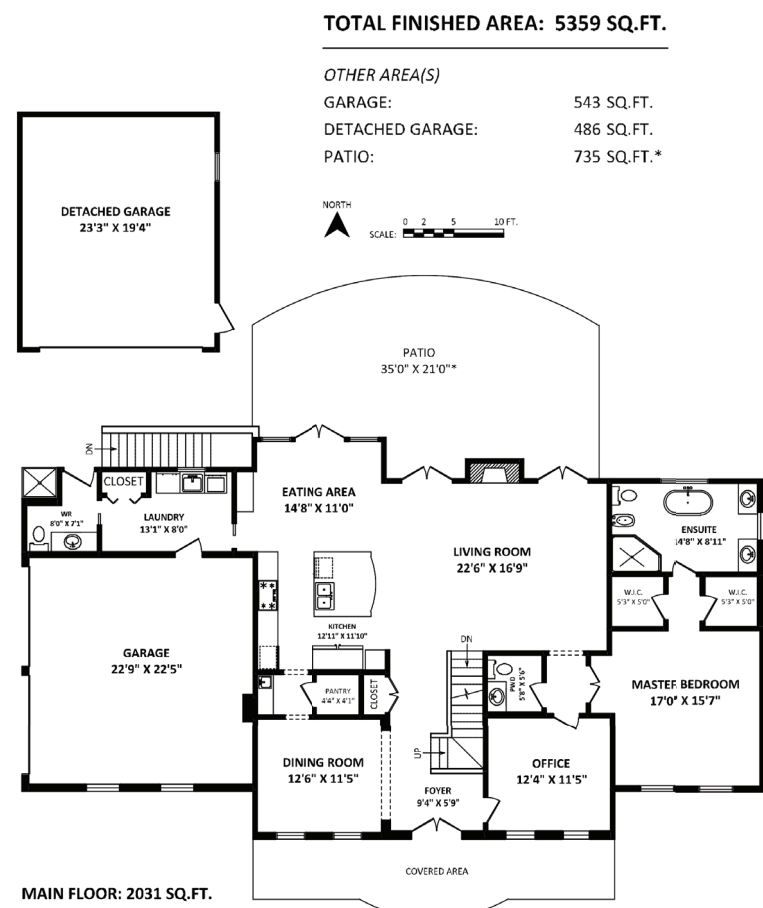 TOTAL FINISHED AREA: 5359 SQ.FT.
OTHER AREA(S)
GARAGE: 543 SQ.FT.
DETACHED GARAGE: 486 SQ.FT.
PATIO: 735 SQ.FT.*
NORTH
SCALE: 0 2 5 10 FT.
DETACHED GARAGE
23'3" X 19'4"
PATIO
35'0" X 21'0"*
DN
CLOSET
WR
8'0" X 7'1"
LAUNDRY
13'1" X 8'0"
EATING AREA
14'8" X 11'0"
LIVING ROOM
22'6" X 16'9"
ENSUITE
14'8" X 8'11"
W.I.C.
5'3" X 5'0"
W.I.C.
5'3" X 5'0"
KITCHEN
12'11" X 11'10"
GARAGE
22'9" X 22'5"
DN
PANTRY
4'4" X 4'1"
CLOSET
PWD
5'8" X 5'6"
MASTER BEDROOM
17'0" X 15'7"
UP
DINING ROOM
12'6" X 11'5"
OFFICE
12'4" X 11'5"
FOYER
9'4" X 5'9"
COVERED AREA
MAIN FLOOR: 2031 SQ.FT.